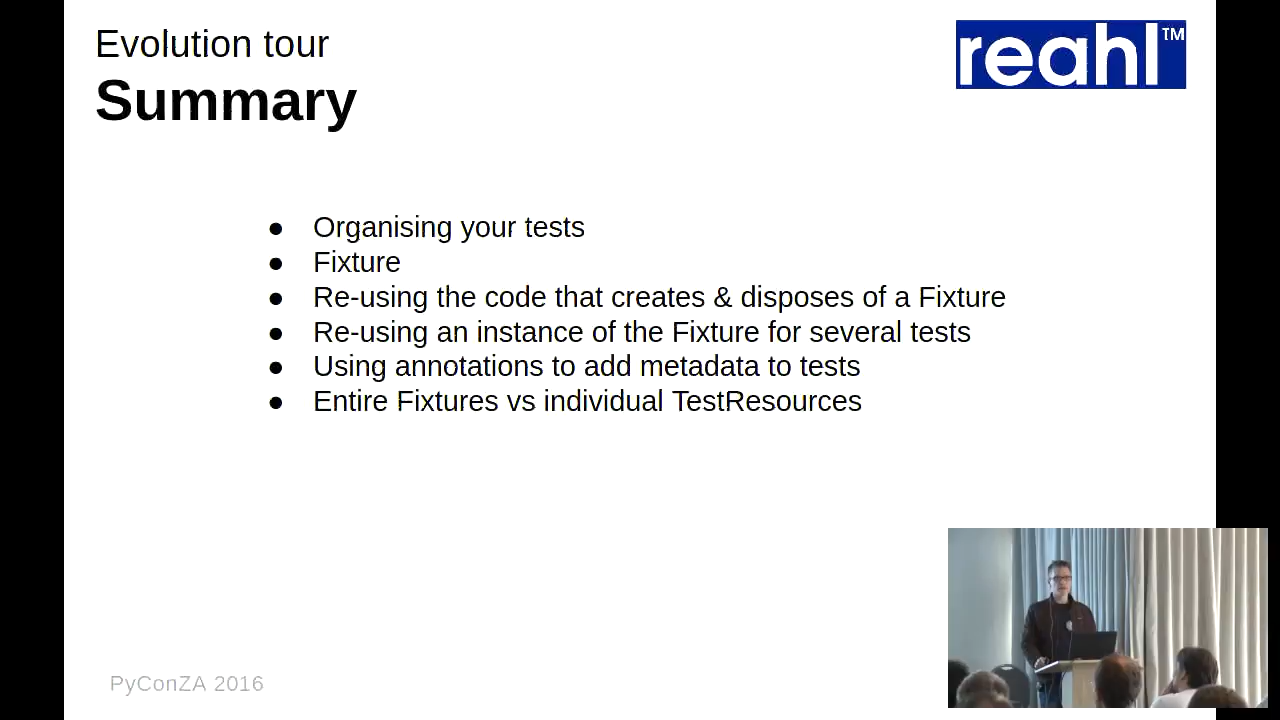 Evolution tour
Summary
reahl™
● Organising your tests
● Fixture
● Re-using the code that creates & disposes of a Fixture
● Re-using an instance of the Fixture for several tests
● Using annotations to add metadata to tests
● Entire Fixtures vs individual TestResources
PyConZA 2016